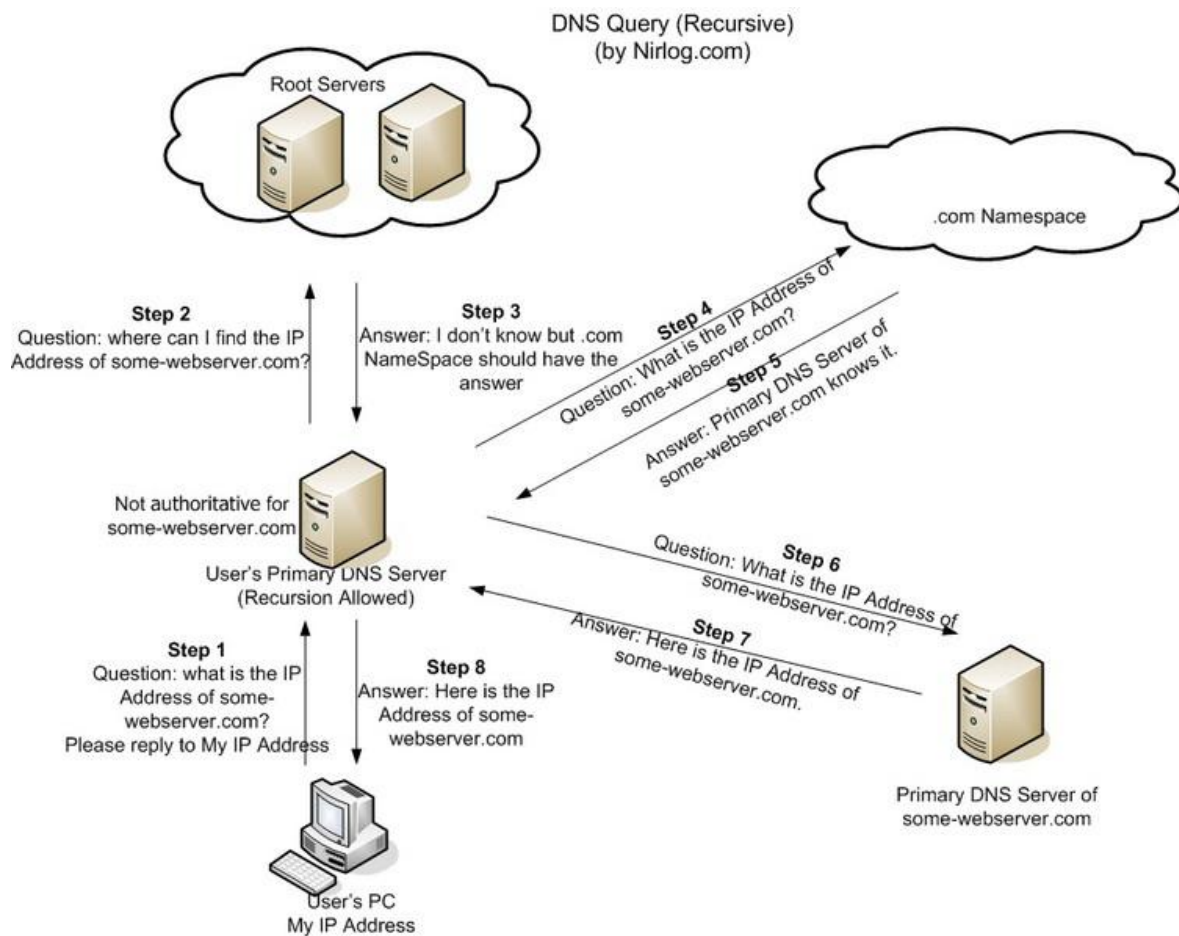 DNS Query (Recursive)
(by Nirlog.com)
Root Servers
.com Namespace
Step 2
Question: where can I find the IP
Address of some-webserver.com?
Step 3
Answer: I don't know but .com
NameSpace should have the
answer
Step 4
Question: What is the IP Address of
some-webserver.com?
Step 5
Answer: Primary DNS Server of
some-webserver.com knows it.
Not authoritative for
some-webserver.com
User's Primary DNS Server
(Recursion Allowed)
Step 6
Question: What is the IP Address of
some-webserver.com?
Step 7
Answer: Here is the IP Address of
some-webserver.com.
Step 1
Question: what is the IP
Address of some-
webserver.com?
Please reply to My IP Address
Step 8
Answer: Here is the IP
Address of some-
webserver.com
Primary DNS Server of
some-webserver.com
User's PC
My IP Address